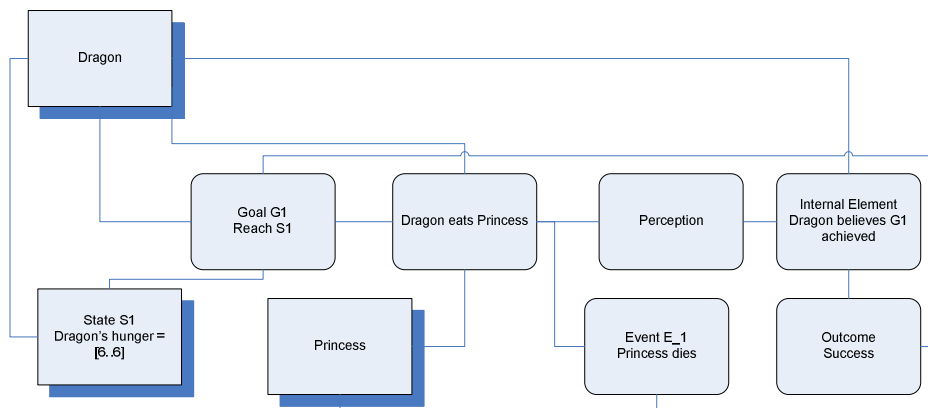 Dragon
Goal G1
Reach S1
Dragon eats Princess
Perception
Internal Element
Dragon believes G1
achieved
State S1
Dragon's hunger =
[6..6]
Princess
Event E_1
Princess dies
Outcome
Success